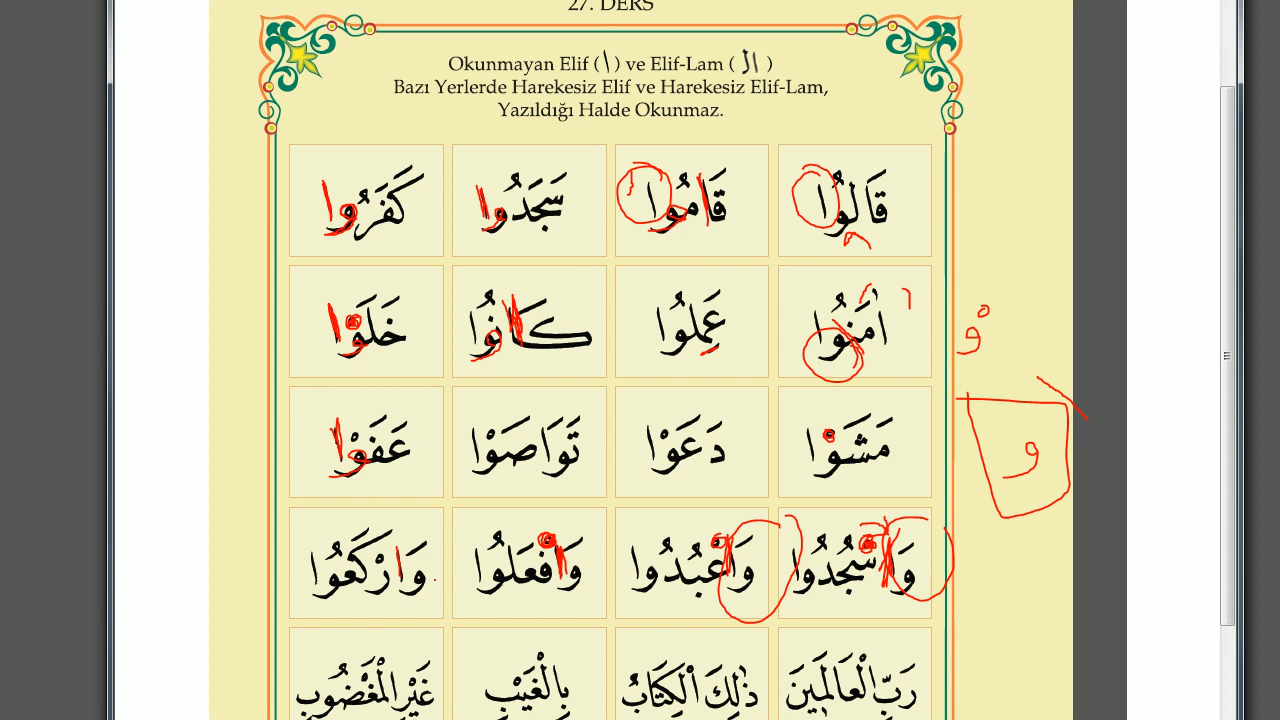 27. DERS
Okunmayan Elif ( ا ) ve Elif-Lam ( ال )
Bazı Yerlerde Harekesiz Elif ve Harekesiz Elif-Lam,
Yazıldığı Halde Okunmaz.
قَالُوا قَامُوا سَجَدُوا كَفَرُوا
اٰمَنُوا عَمِلُوا كَانُوا خَلَوْا
مَشَوْا دَعَوْا تَوَاصَوْا عَفَوْا
وَاسْجُدُوا وَاعْبُدُوا وَافْعَلُوا وَارْكَعُوا
رَبِّ الْعَالَمِينَ ذٰلِكَ الْكِتَابُ بِالْغَيْبِ غَيْرِ الْمَغْضُوبِ
وْ
و